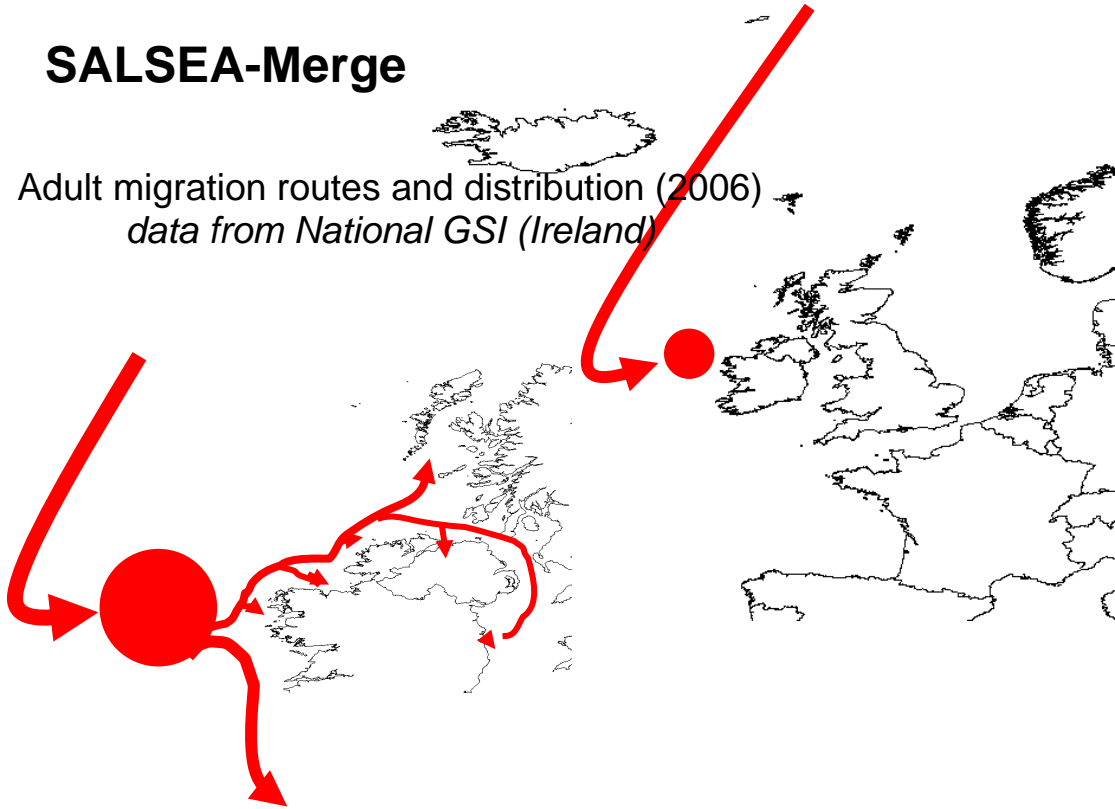 SALSEA-Merge
Adult migration routes and distribution (2006)
data from National GSI (Ireland)